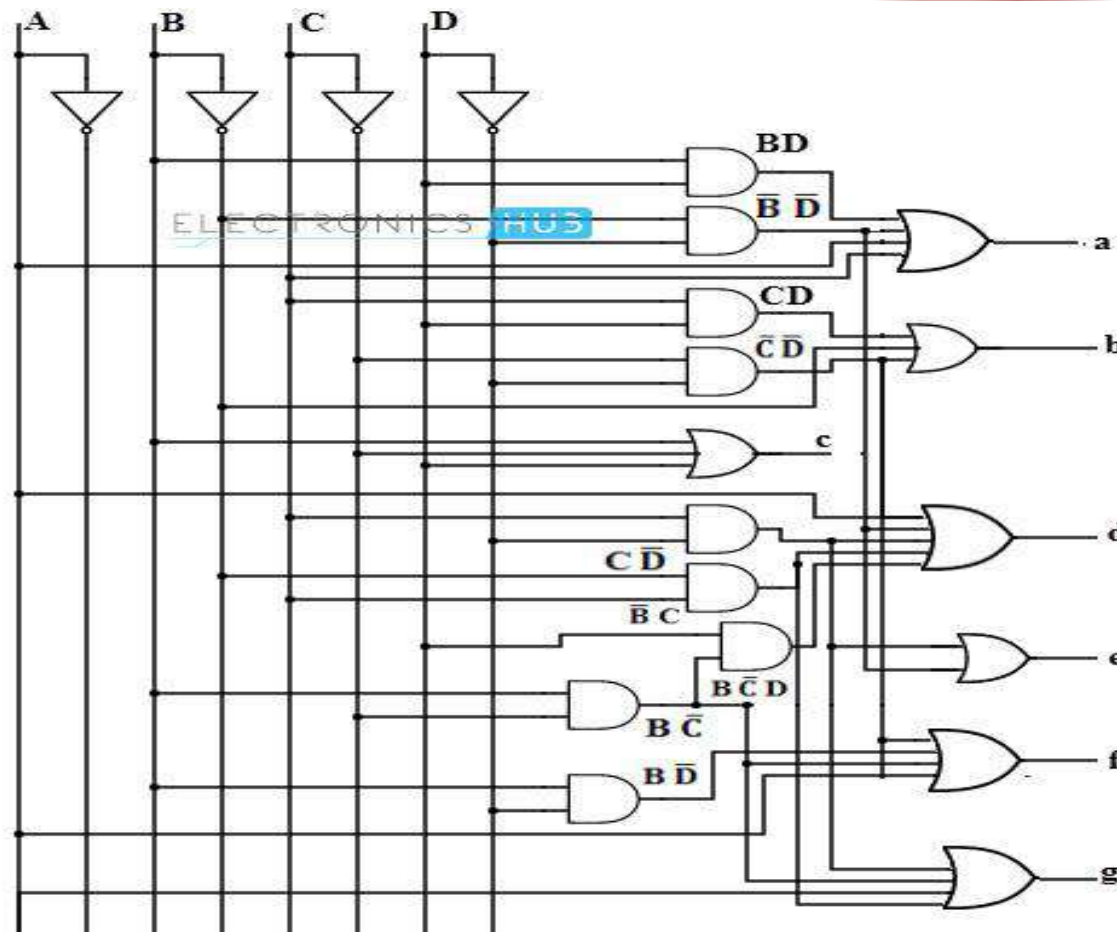 A B C D
BD
B̅ D̅
ELECTRONICS HUB
a
CD
C̅ D̅
b
c
d
C D̅
B̅ C
e
B C̅ D
B C̅
f
B D̅
g